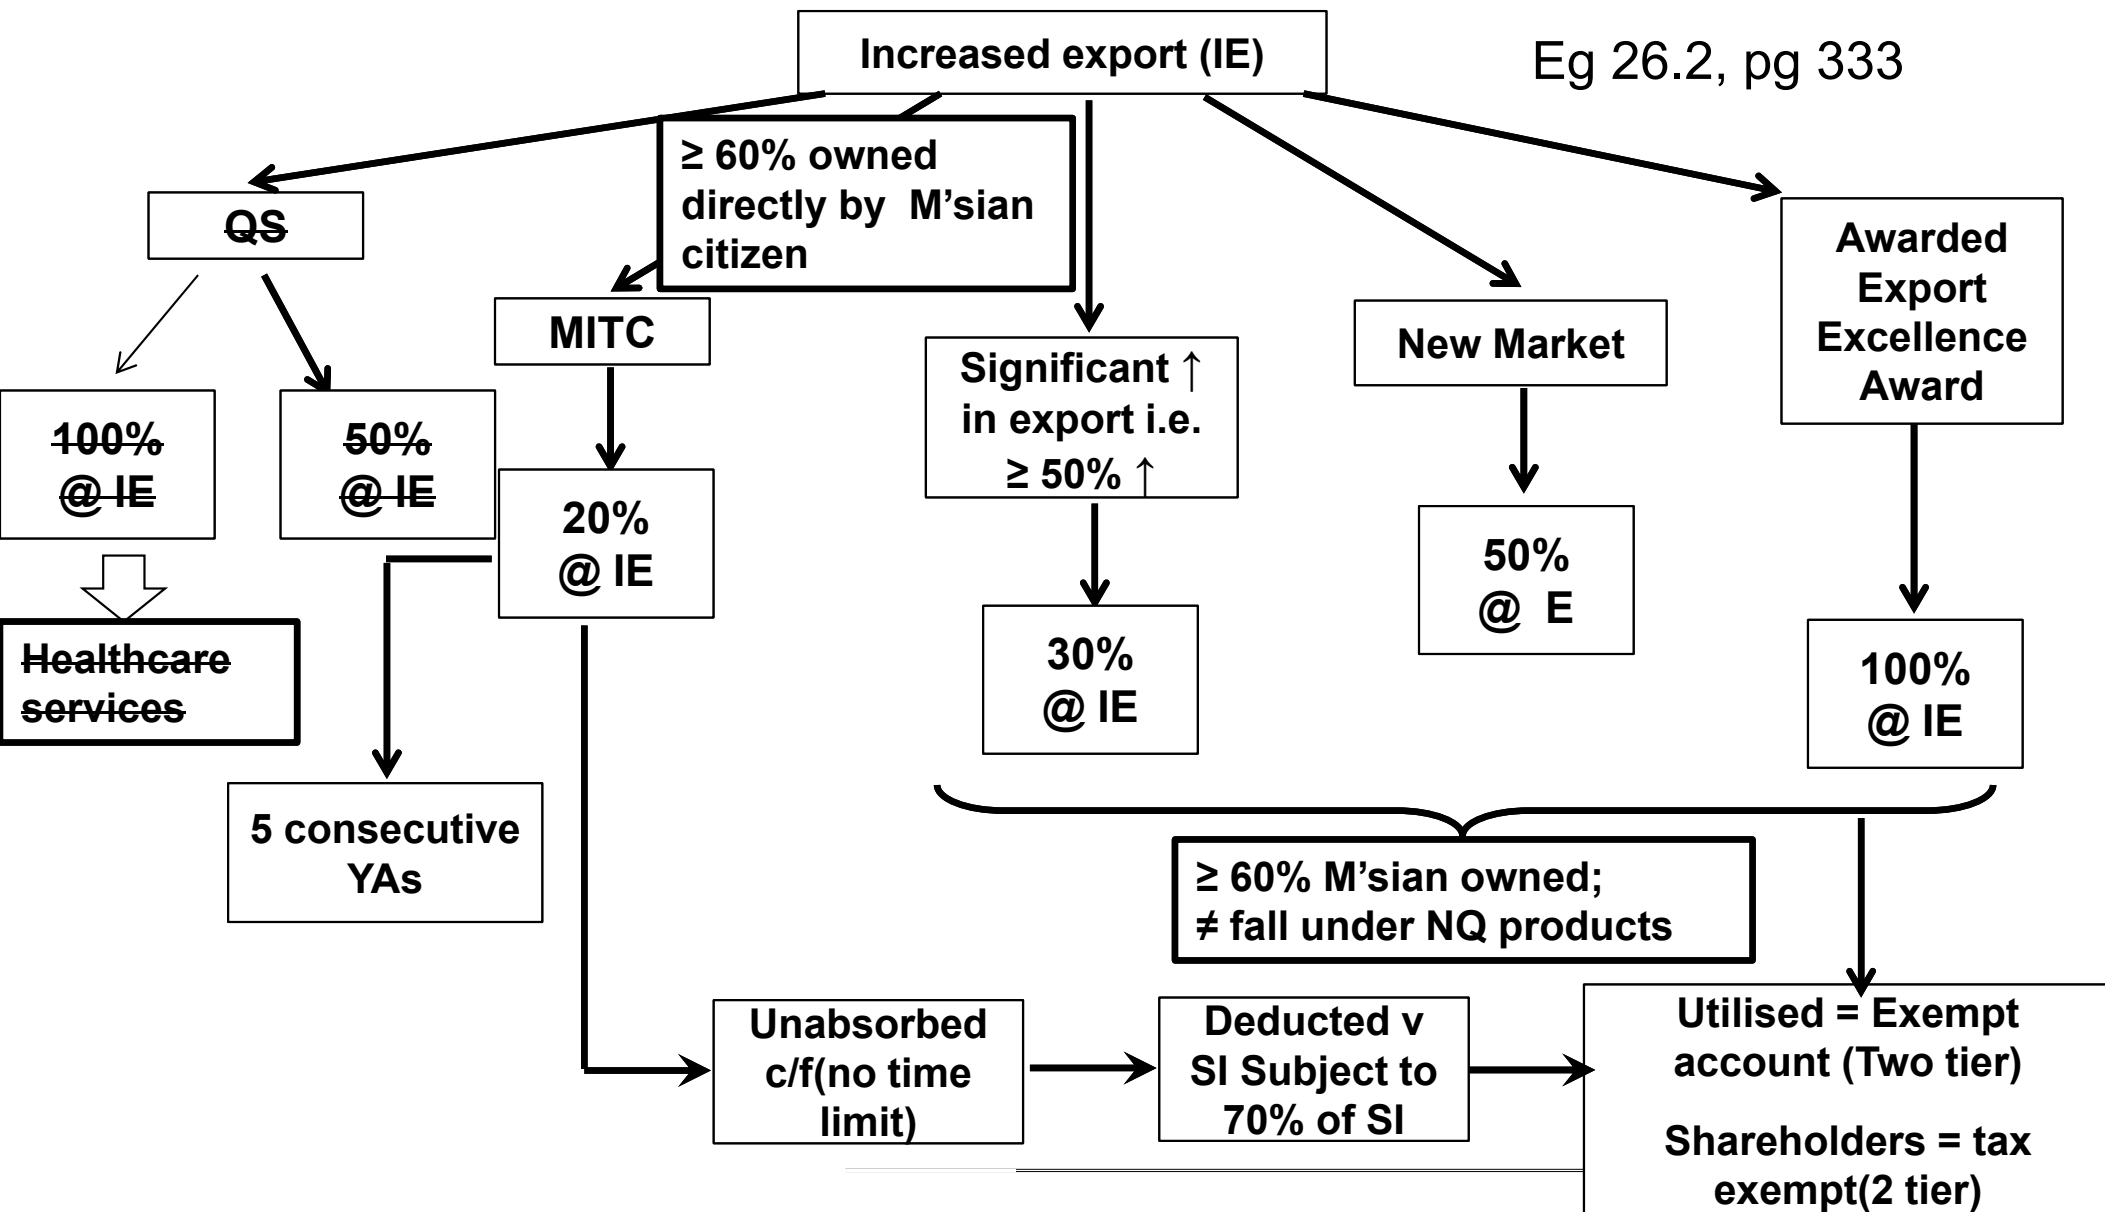 Increased export (IE)
Eg 26.2, pg 333
≥ 60% owned
directly by M'sian
citizen
QS
MITC
Significant ↑
in export i.e.
≥ 50% ↑
New Market
Awarded
Export
Excellence
Award
100%
@ IE
50%
@ IE
20%
@ IE
30%
@ IE
50%
@ E
100%
@ IE
Healthcare
services
5 consecutive
YAs
≥ 60% M'sian owned;
≠ fall under NQ products
Unabsorbed
c/f(no time
limit)
Deducted v
SI Subject to
70% of SI
Utilised = Exempt
account (Two tier)
Shareholders = tax
exempt(2 tier)